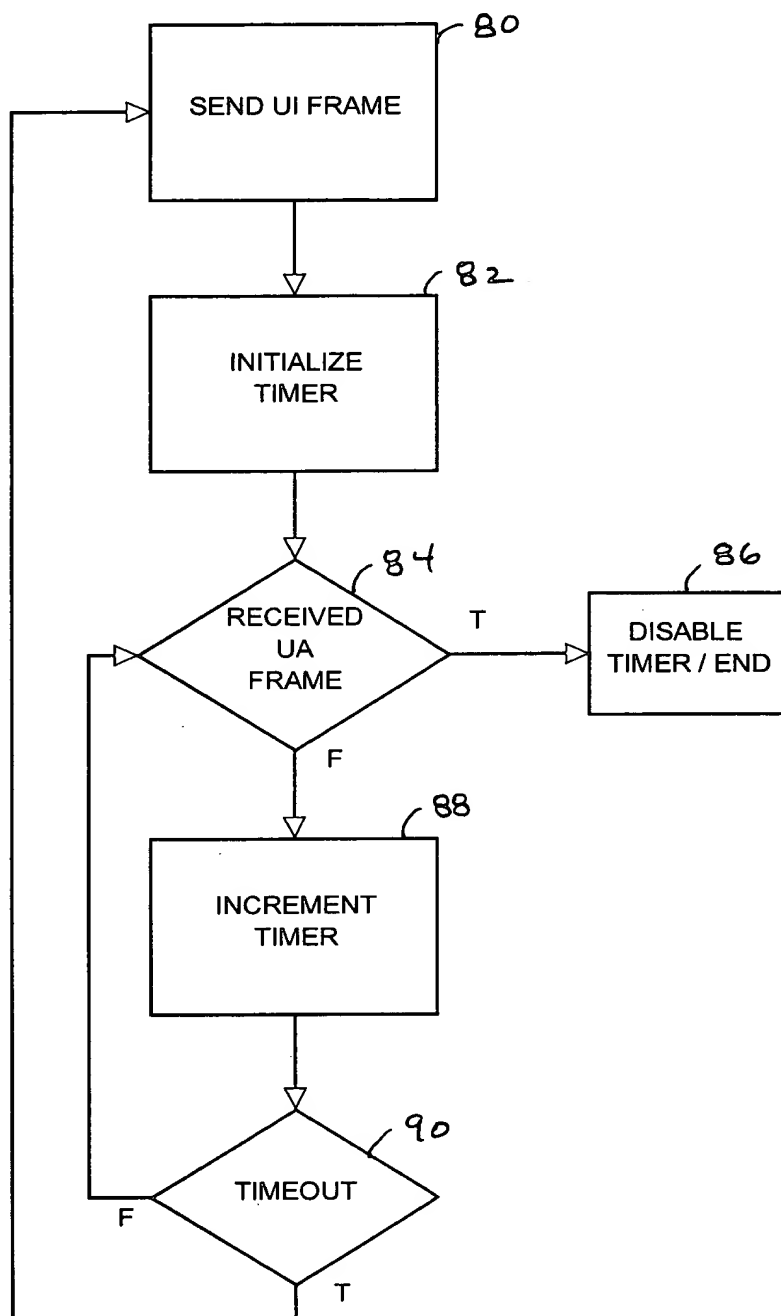 80
SEND UI FRAME
82
INITIALIZE
TIMER
84
RECEIVED
UA
FRAME
T
86
DISABLE
TIMER / END
F
88
INCREMENT
TIMER
90
TIMEOUT
F
T